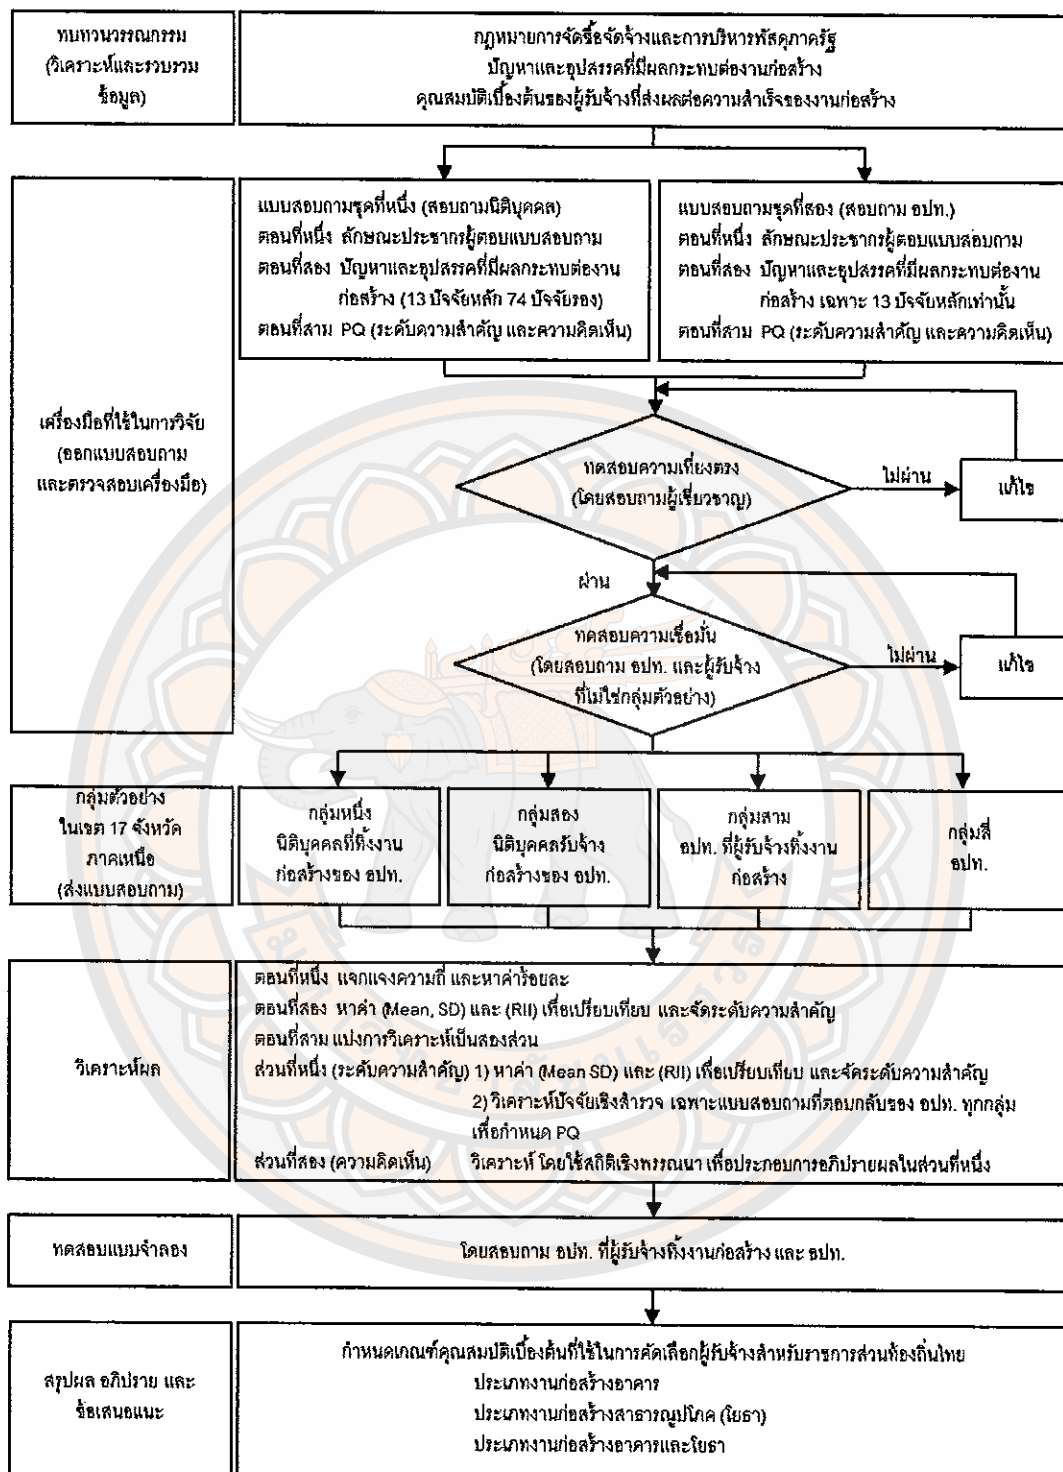 ทบทวนวรรณกรรม
(วิเคราะห์และรวบรวม
ข้อมูล)
กฎหมายการจัดซื้อจัดจ้างและการบริหารพัสดุภาครัฐ
ปัญหาและอุปสรรคที่มีผลกระทบต่องานก่อสร้าง
คุณสมบัติเบื้องต้นของผู้รับจ้างที่ส่งผลต่อความสำเร็จของงานก่อสร้าง
เครื่องมือที่ใช้ในการวิจัย
(ออกแบบสอบถาม
และตรวจสอบเครื่องมือ)
แบบสอบถามชุดที่หนึ่ง (สอบถามนิติบุคคล)
ตอนที่หนึ่ง ลักษณะประชากรผู้ตอบแบบสอบถาม
ตอนที่สอง ปัญหาและอุปสรรคที่มีผลกระทบต่องาน
ก่อสร้าง (13 ปัจจัยหลัก 74 ปัจจัยรอง)
ตอนที่สาม PQ (ระดับความสำคัญ และความคิดเห็น)
แบบสอบถามชุดที่สอง (สอบถาม อปท.)
ตอนที่หนึ่ง ลักษณะประชากรผู้ตอบแบบสอบถาม
ตอนที่สอง ปัญหาและอุปสรรคที่มีผลกระทบต่องาน
ก่อสร้าง เฉพาะ 13 ปัจจัยหลักเท่านั้น
ตอนที่สาม PQ (ระดับความสำคัญ และความคิดเห็น)
ทดสอบความเที่ยงตรง
(โดยสอบถามผู้เชี่ยวชาญ)
ไม่ผ่าน
แก้ไข
ผ่าน
ทดสอบความเชื่อมั่น
(โดยสอบถาม อปท. และผู้รับจ้าง
ที่ไม่ใช่กลุ่มตัวอย่าง)
ไม่ผ่าน
แก้ไข
กลุ่มตัวอย่าง
ในเขต 17 จังหวัด
ภาคเหนือ
(ส่งแบบสอบถาม)
กลุ่มหนึ่ง
นิติบุคคลที่ทิ้งงาน
ก่อสร้างของ อปท.
กลุ่มสอง
นิติบุคคลรับจ้าง
ก่อสร้างของ อปท.
กลุ่มสาม
อปท. ที่ผู้รับจ้างทิ้งงาน
ก่อสร้าง
กลุ่มสี่
อปท.
วิเคราะห์ผล
ตอนที่หนึ่ง แจกแจงความถี่ และหาค่าร้อยละ
ตอนที่สอง หาค่า (Mean, SD) และ (RII) เพื่อเปรียบเทียบ และจัดระดับความสำคัญ
ตอนที่สาม แบ่งการวิเคราะห์เป็นสองส่วน
ส่วนที่หนึ่ง (ระดับความสำคัญ) 1) หาค่า (Mean SD) และ (RII) เพื่อเปรียบเทียบ และจัดระดับความสำคัญ
2) วิเคราะห์ปัจจัยเชิงสำรวจ เฉพาะแบบสอบถามที่ตอบกลับของ อปท. ทุกกลุ่ม
เพื่อกำหนด PQ
ส่วนที่สอง (ความคิดเห็น) วิเคราะห์ โดยใช้สถิติเชิงพรรณนา เพื่อประกอบการอภิปรายผลในส่วนที่หนึ่ง
ทดสอบแบบจำลอง
โดยสอบถาม อปท. ที่ผู้รับจ้างทิ้งงานก่อสร้าง และ อปท.
สรุปผล อภิปราย และ
ข้อเสนอแนะ
กำหนดเกณฑ์คุณสมบัติเบื้องต้นที่ใช้ในการคัดเลือกผู้รับจ้างสำหรับราชการส่วนท้องถิ่นไทย
ประเภทงานก่อสร้างอาคาร
ประเภทงานก่อสร้างสาธารณูปโภค (โยธา)
ประเภทงานก่อสร้างอาคารและโยธา